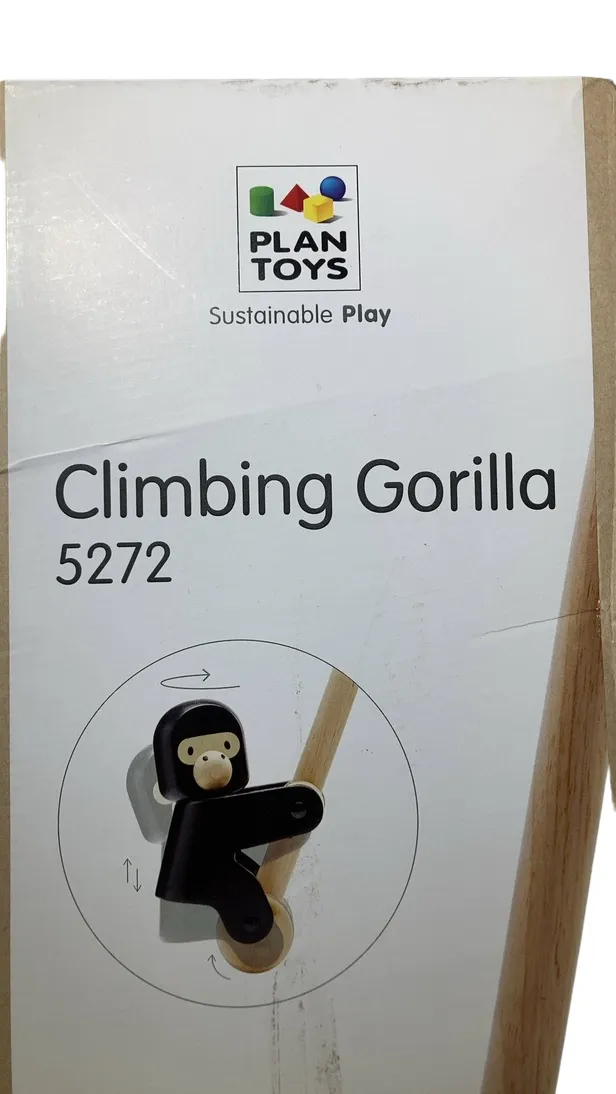 PLAN
TOYS
Sustainable Play
Climbing Gorilla
5272